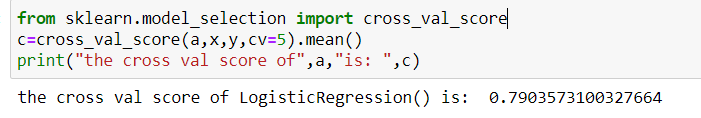 from sklearn.model_selection import cross_val_score
c=cross_val_score(a,x,y,cv=5).mean()
print("the cross val score of",a,"is: ",c)
the cross val score of LogisticRegression() is:  0.7903573100327664